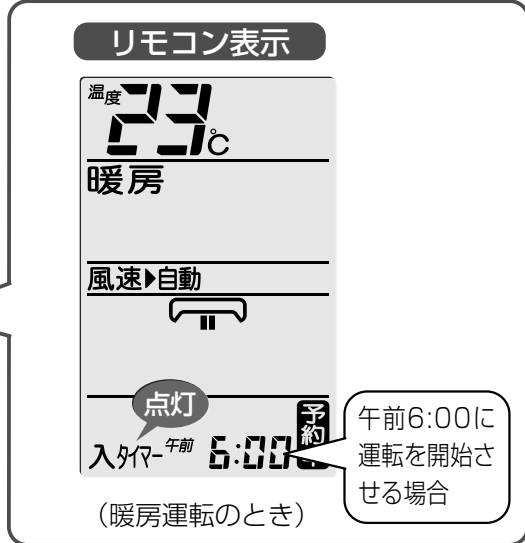 リモコン表示
温度 23℃
暖房
風速▶自動
点灯
予約
入タイマー 午前 6:00
午前6:00に
運転を開始さ
せる場合
(暖房運転のとき)